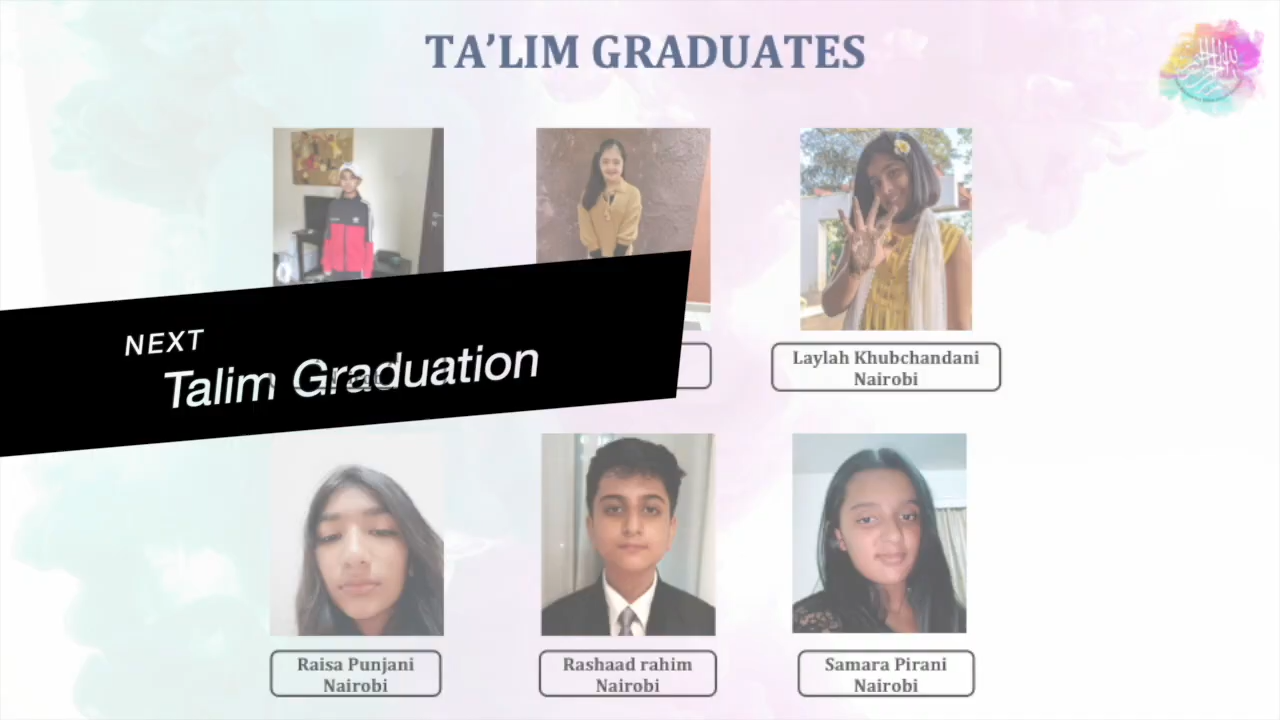 TA’LIM GRADUATES
NEXT
Talim Graduation
Laylah Khubchandani
Nairobi
Raisa Punjani
Nairobi
Rashaad rahim
Nairobi
Samara Pirani
Nairobi